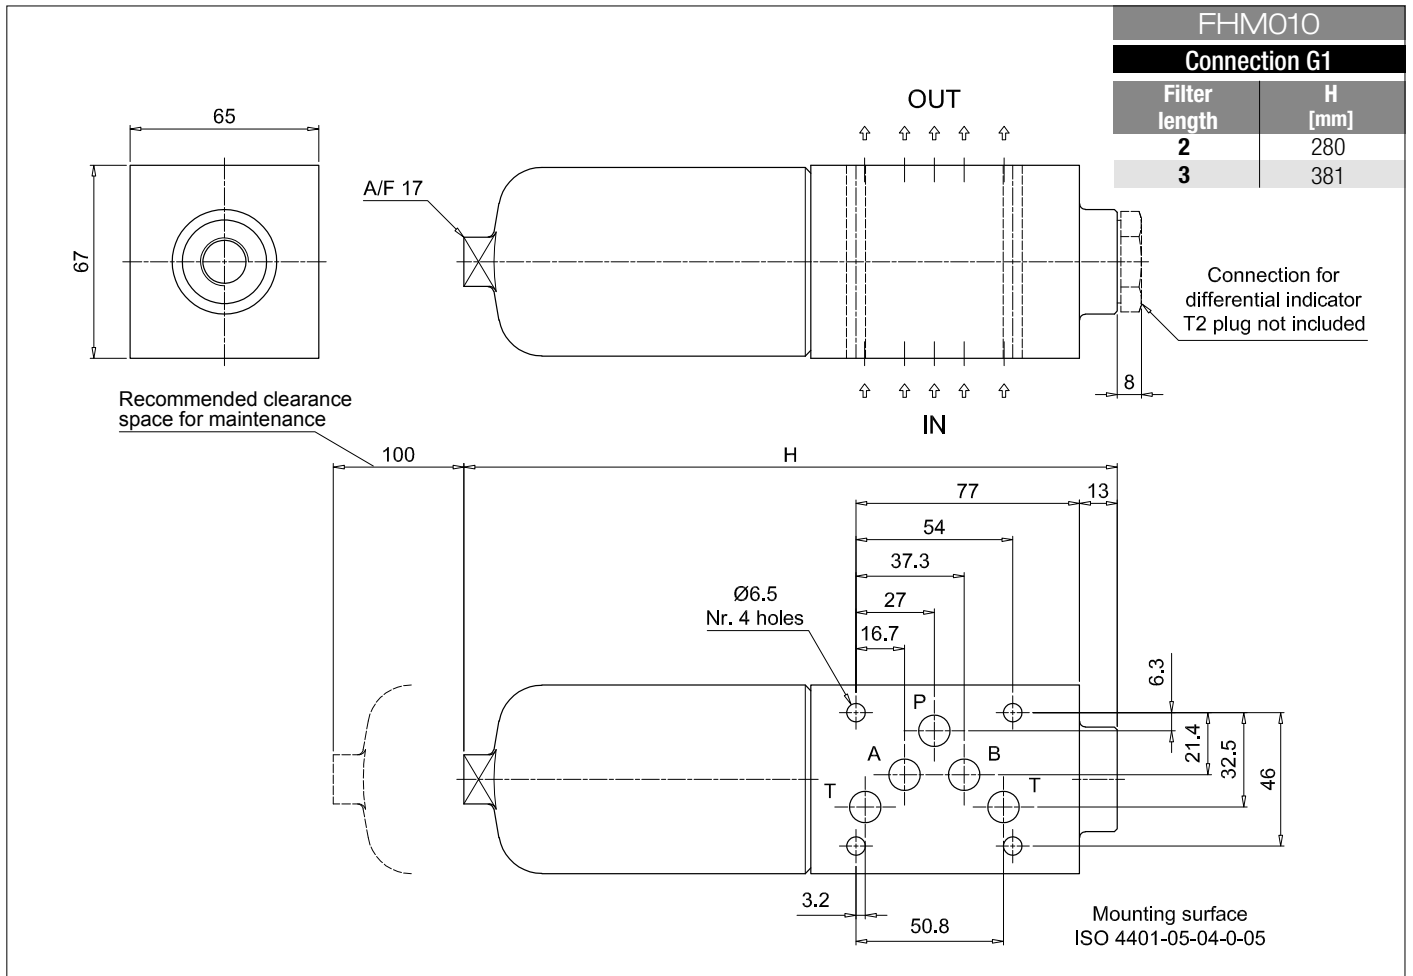 FHM010
Connection G1
Filter length
H [mm]
2 280
3 381
65
67
A/F 17
OUT
IN
Connection for
differential indicator
T2 plug not included
8
Recommended clearance
space for maintenance
100
H
77
13
54
37.3
27
16.7
Ø6.5
Nr. 4 holes
6.3
21.4
32.5
46
P
A
B
T
T
3.2
50.8
Mounting surface
ISO 4401-05-04-0-05